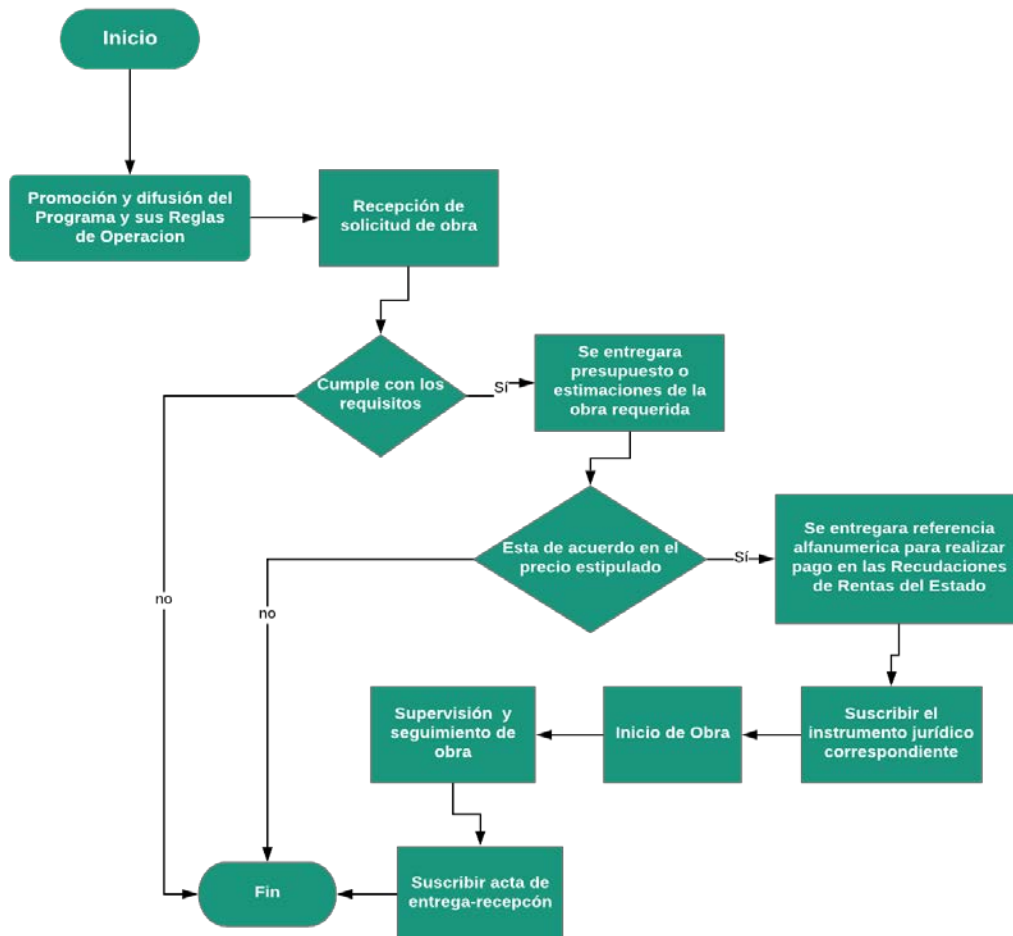 Inicio
Promoción y difusión del
Programa y sus Reglas
de Operacion
Recepción de
solicitud de obra
Cumple con los
requisitos
Sí
Se entregara
presupuesto o
estimaciones de la
obra requerida
no
Esta de acuerdo en el
precio estipulado
Sí
Se entregara referencia
alfanumerica para realizar
pago en las Recudaciones
de Rentas del Estado
no
Suscribir el
instrumento jurídico
correspondiente
Inicio de Obra
Supervisión y
seguimiento de
obra
Suscribir acta de
entrega-recepcón
Fin